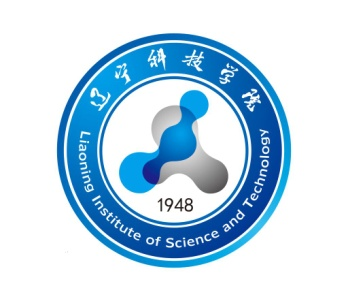 辽宁科技学院
1948
Liaoning Institute of Science and Technology